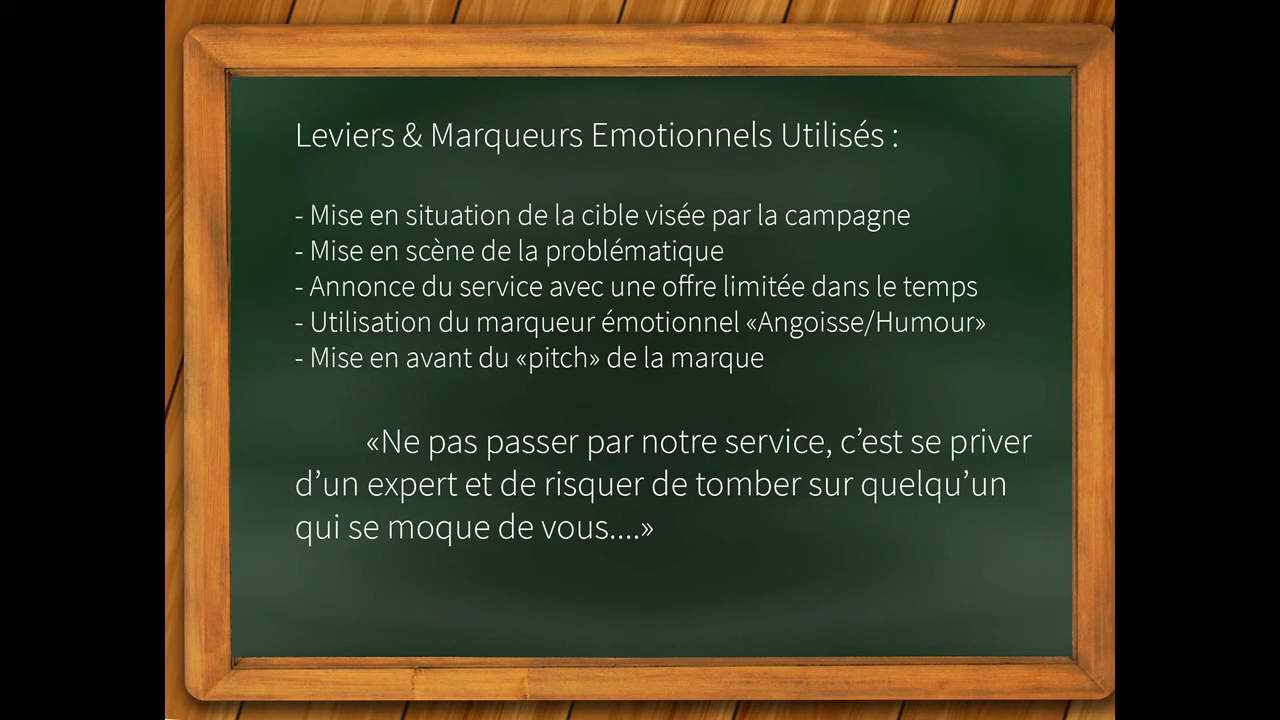 Leviers & Marqueurs Emotionnels Utilisés :
- Mise en situation de la cible visée par la campagne
- Mise en scène de la problématique
- Annonce du service avec une offre limitée dans le temps
- Utilisation du marqueur émotionnel «Angoisse/Humour»
- Mise en avant du «pitch» de la marque
«Ne pas passer par notre service, c’est se priver
d’un expert et de risquer de tomber sur quelqu’un
qui se moque de vous....»